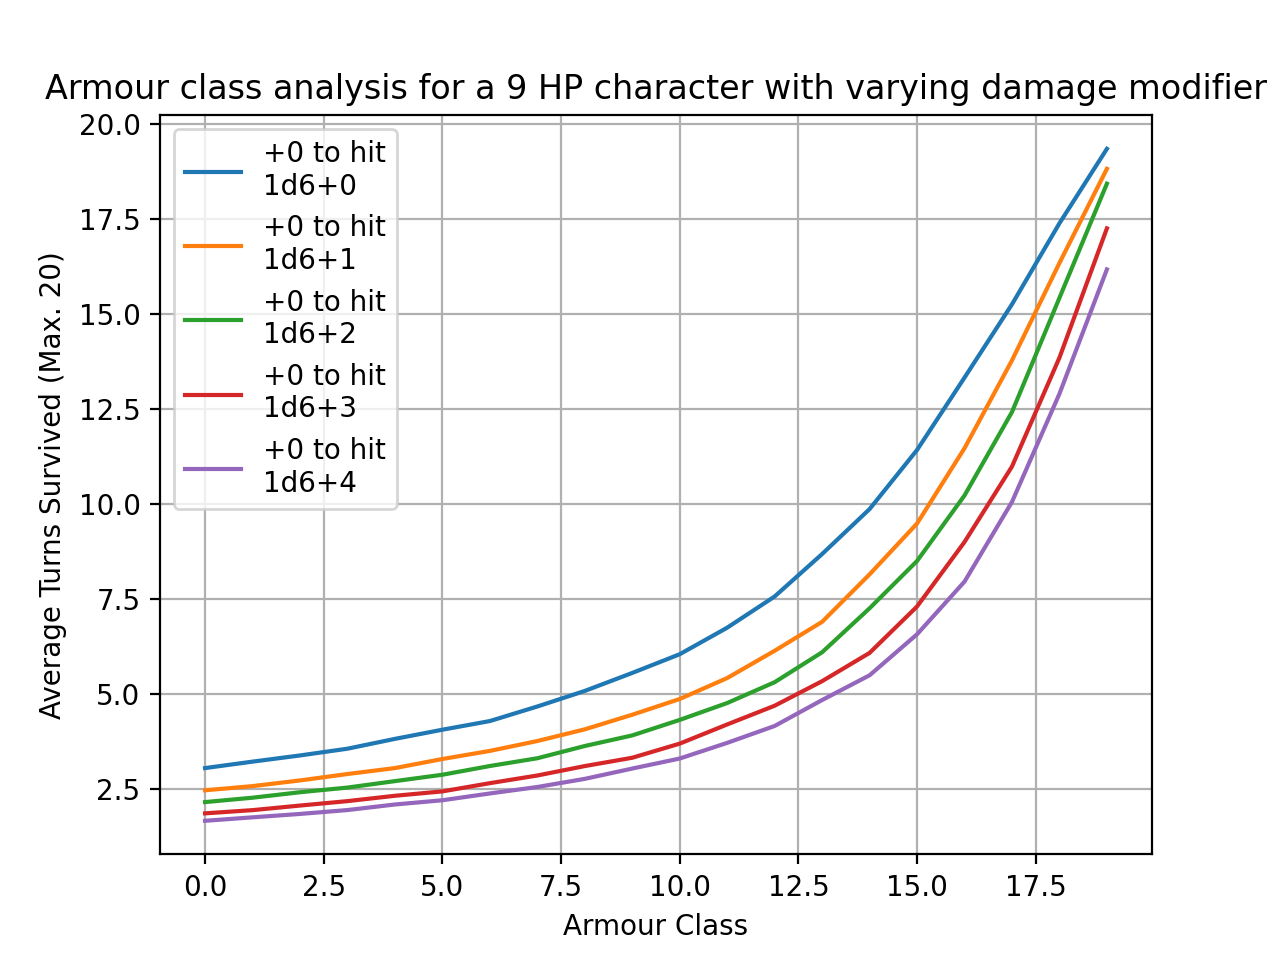 Armour class analysis for a 9 HP character with varying damage modifier
20.0
17.5
15.0
12.5
10.0
7.5
5.0
2.5
Average Turns Survived (Max. 20)
+0 to hit
1d6+0
+0 to hit
1d6+1
+0 to hit
1d6+2
+0 to hit
1d6+3
+0 to hit
1d6+4
0.0 2.5 5.0 7.5 10.0 12.5 15.0 17.5
Armour Class